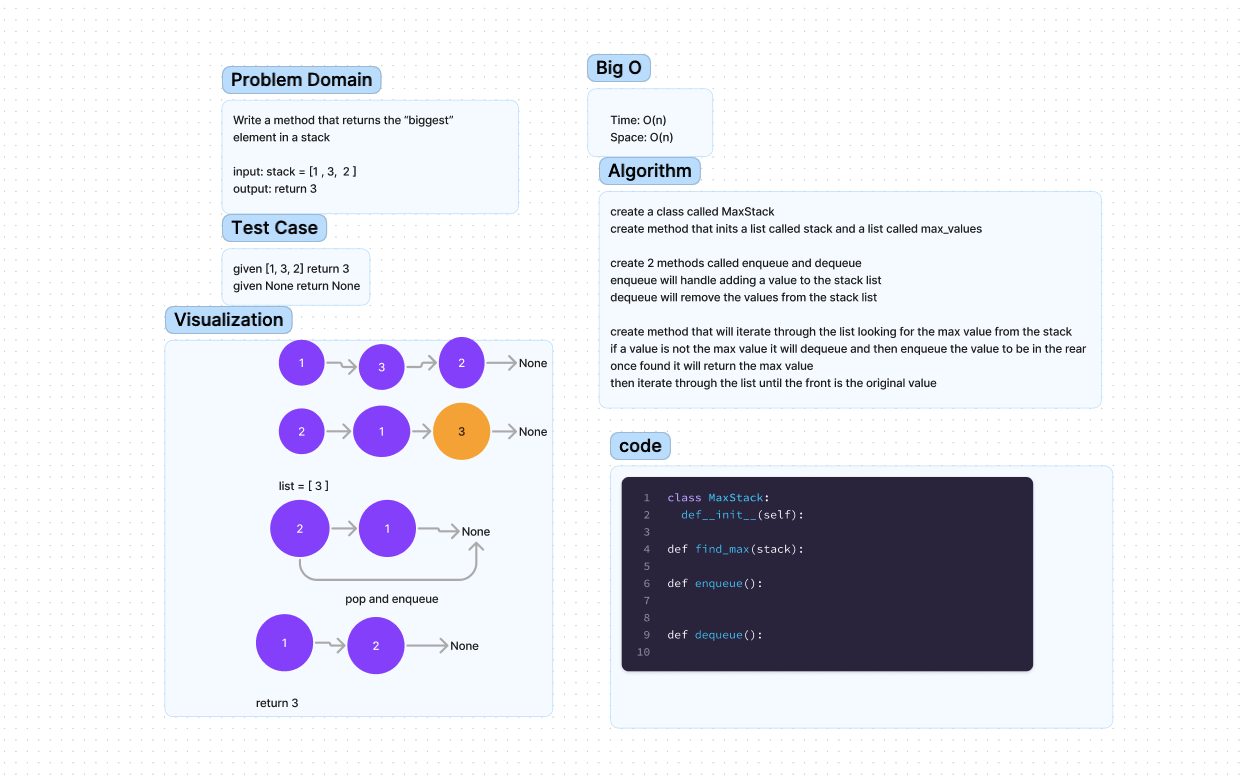 Problem Domain
Write a method that returns the “biggest”
element in a stack
input: stack = [1 , 3,  2 ]
output: return 3
Test Case
given [1, 3, 2] return 3
given None return None
Visualization
1 3 2 None
2 1 3 None
list = [ 3 ]
2 1 None
pop and enqueue
1 2 None
return 3
Big O
Time: O(n)
Space: O(n)
Algorithm
create a class called MaxStack
create method that inits a list called stack and a list called max_values
create 2 methods called enqueue and dequeue
enqueue will handle adding a value to the stack list
dequeue will remove the values from the stack list
create method that will iterate through the list looking for the max value from the stack
if a value is not the max value it will dequeue and then enqueue the value to be in the rear
once found it will return the max value
then iterate through the list until the front is the original value
code
1 class MaxStack:
2 def__init__(self):
3
4 def find_max(stack):
5
6 def enqueue():
7
8
9 def dequeue():
10